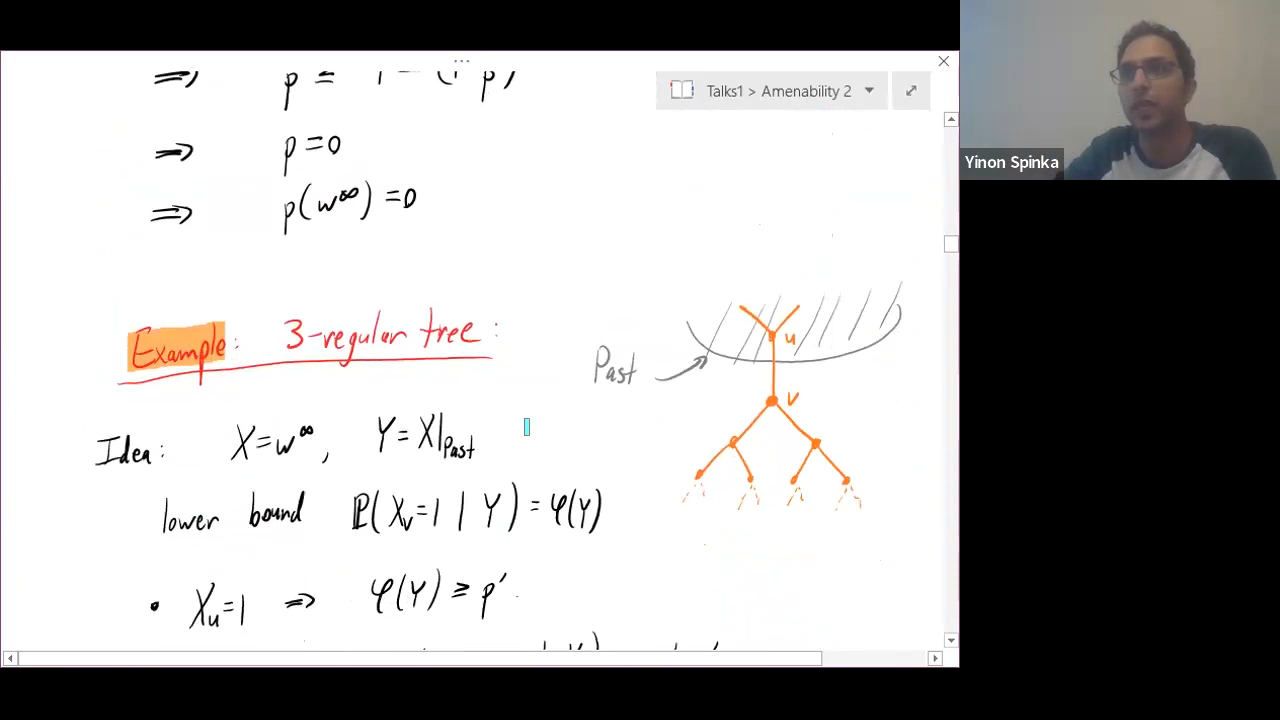 Talks1 > Amenability 2
Yinon Spinka
⇒ p = 0
⇒ p(w^∞) = 0
Example: 3-regular tree:
u
Past
v
Idea: X = w^∞, Y = X|_Past
lower bound ℙ(X_v = 1 | Y) = φ(Y)
• X_u = 1 ⇒ φ(Y) ≥ p'